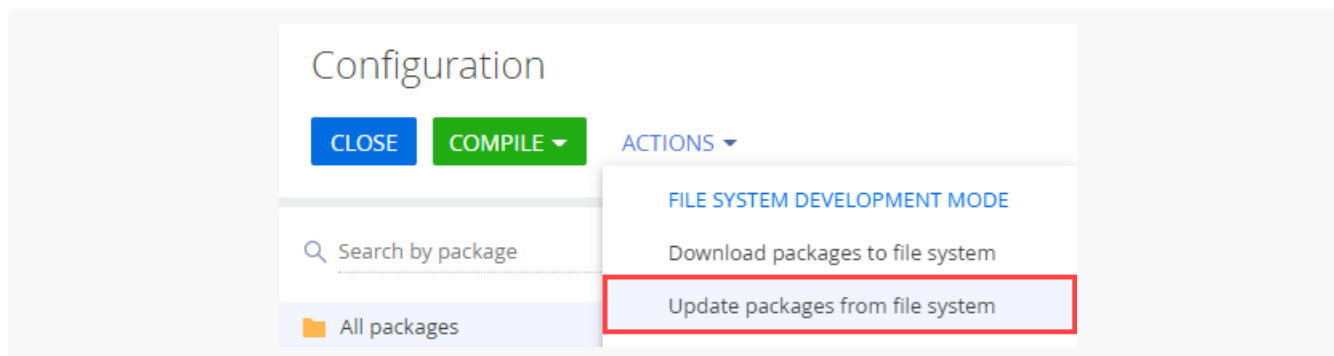 Configuration
CLOSE COMPILE ACTIONS
FILE SYSTEM DEVELOPMENT MODE
Search by package
Download packages to file system
Update packages from file system
All packages